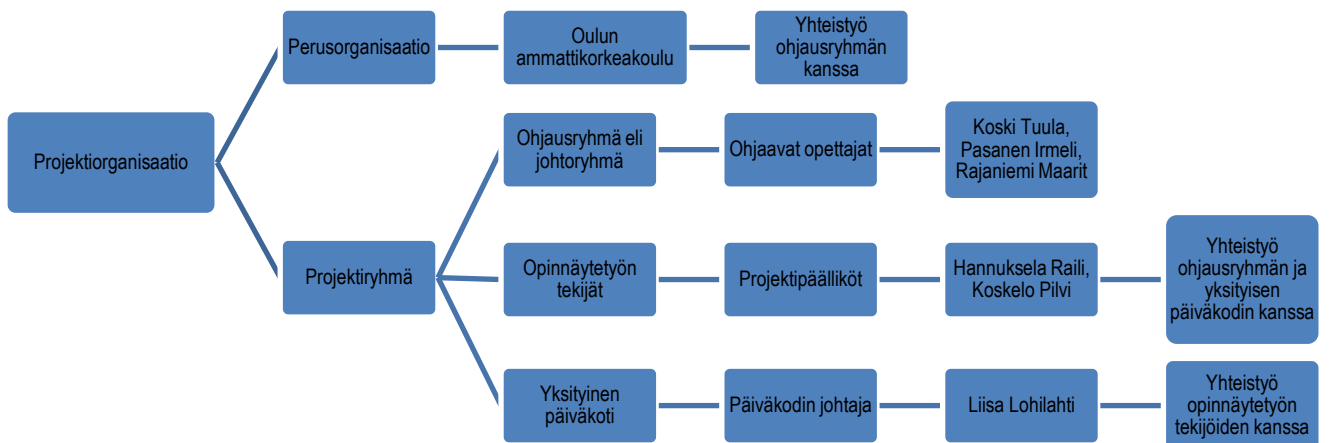 Projektiorganisaatio
Perusorganisaatio
Oulun
ammattikorkeakoulu
Yhteistyö
ohjausryhmän
kanssa
Projektiryhmä
Ohjausryhmä eli
johtoryhmä
Ohjaavat opettajat
Koski Tuula,
Pasanen Irmeli,
Rajaniemi Maarit
Opinnäytetyön
tekijät
Projektipäälliköt
Hannuksela Raili,
Koskelo Pilvi
Yhteistyö
ohjausryhmän ja
yksityisen
päiväkodin kanssa
Yksityinen
päiväkoti
Päiväkodin johtaja
Liisa Lohilahti
Yhteistyö
opinnäytetyön
tekijöiden kanssa